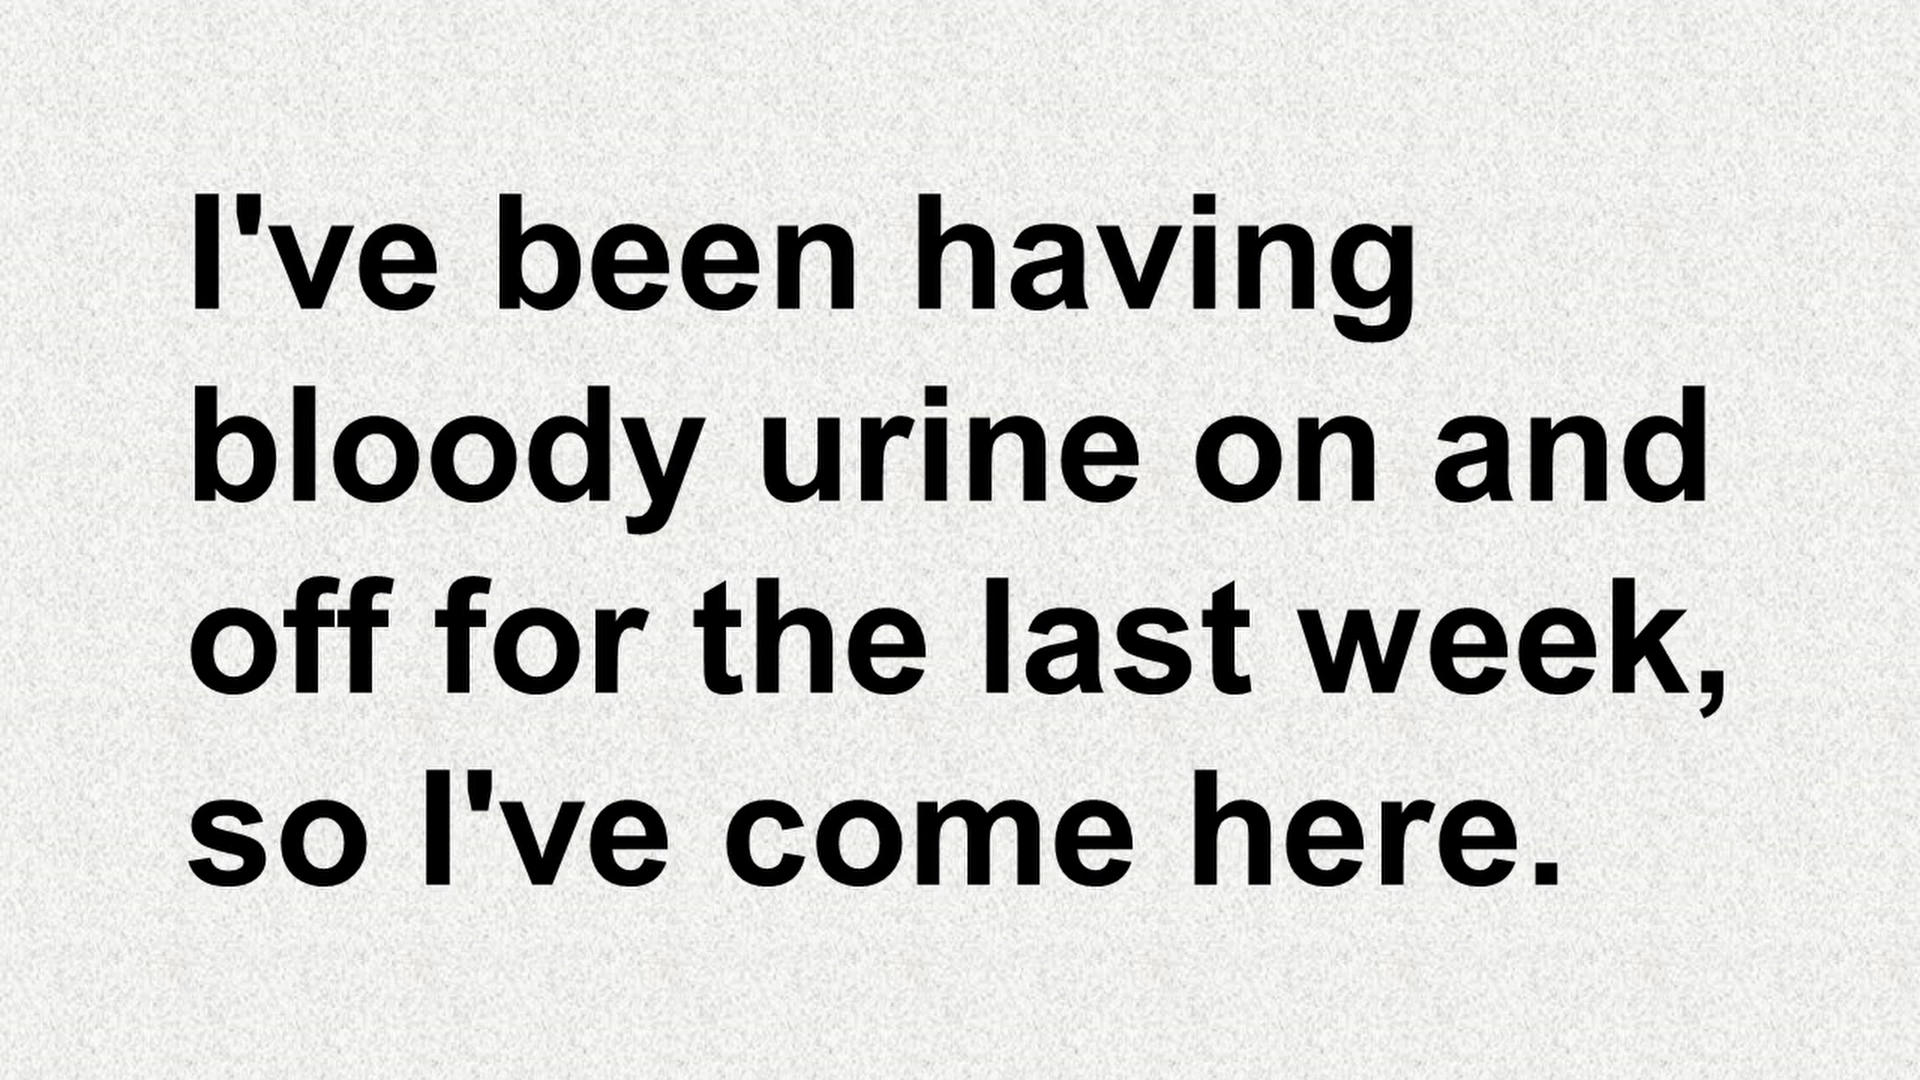 I've been having
bloody urine on and
off for the last week,
so I've come here.